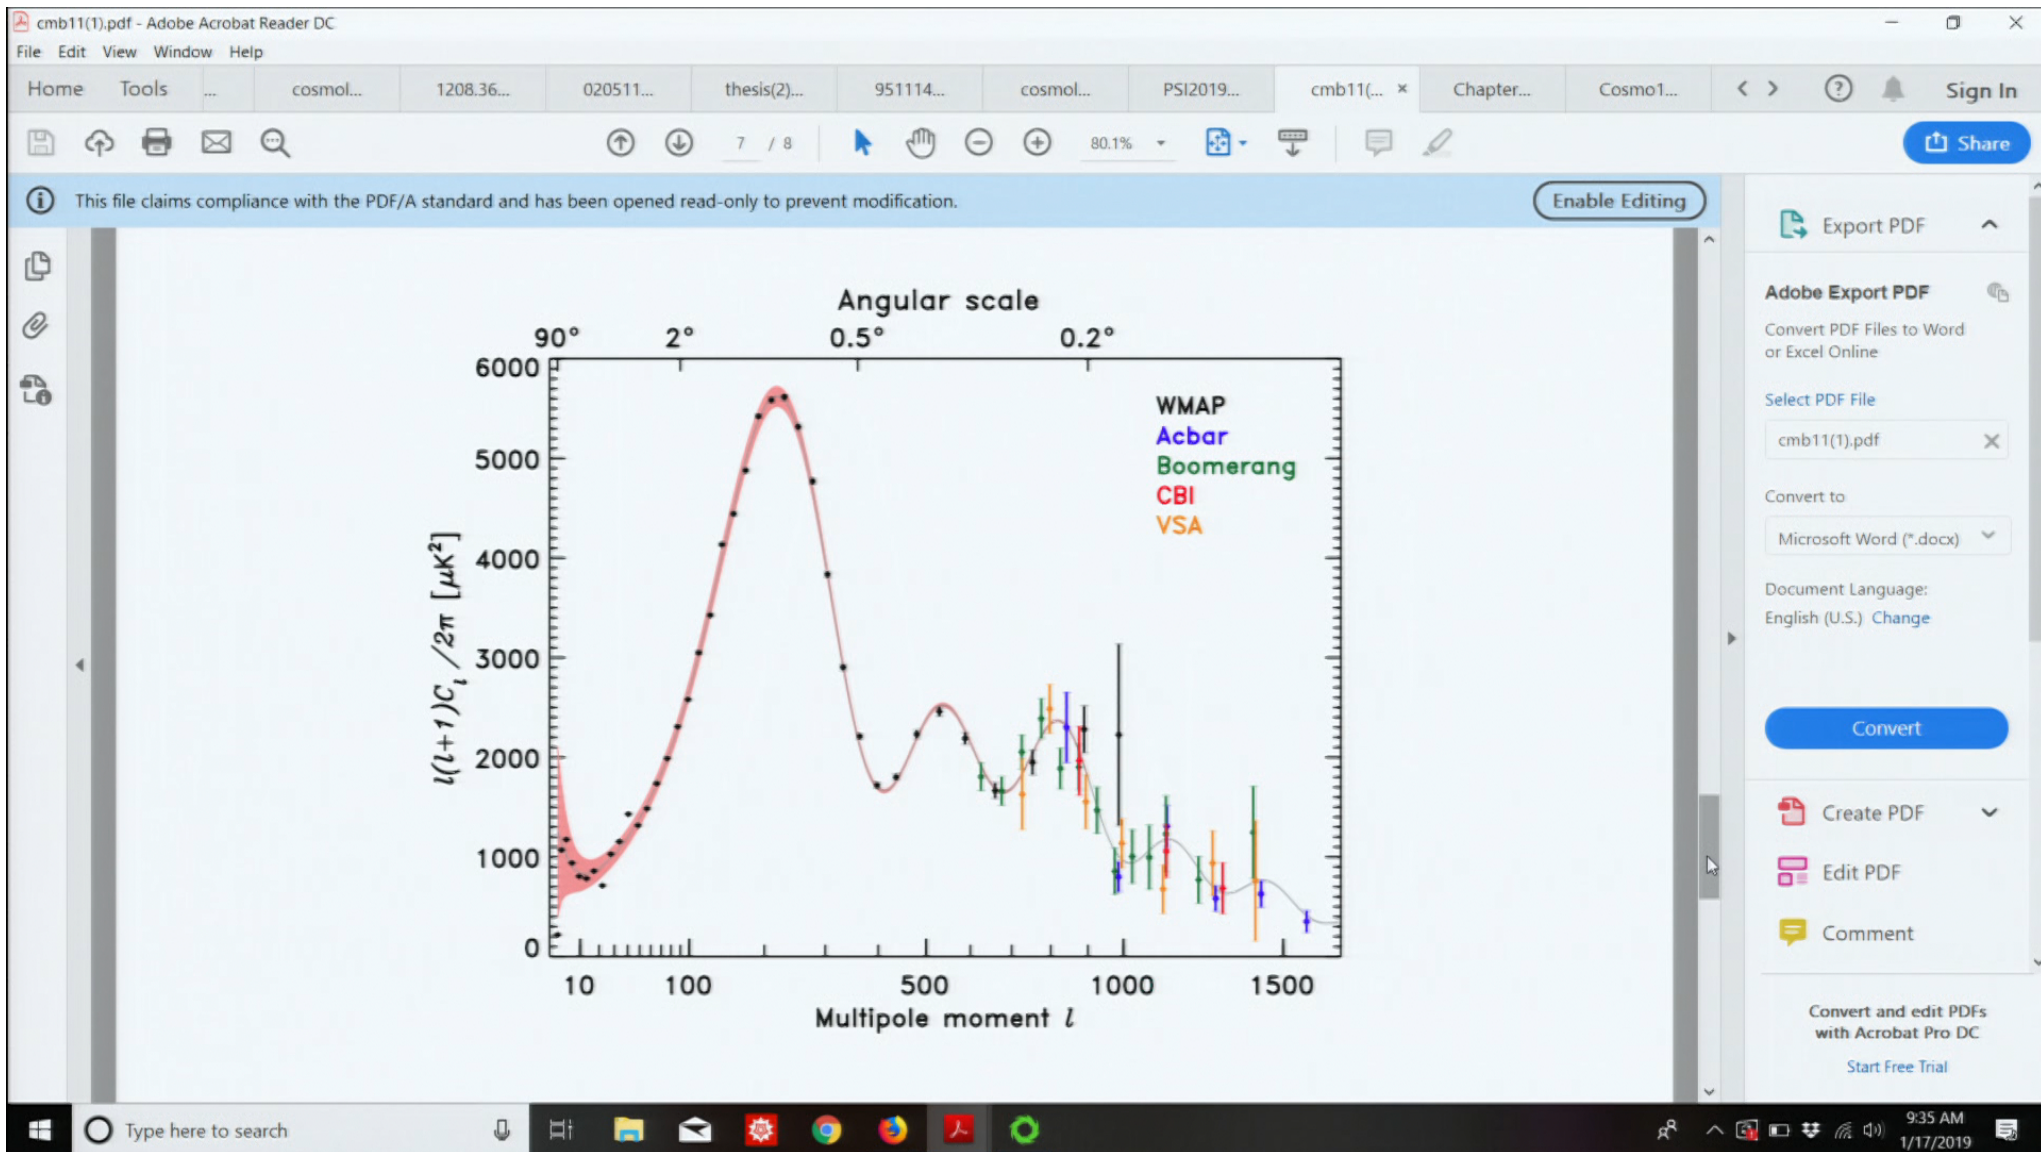 cmb11(1).pdf - Adobe Acrobat Reader DC
File Edit View Window Help
Home Tools ... cosmol... 1208.36... 020511... thesis(2)... 951114... cosmol... PSI2019... cmb11(... × Chapter... Cosmo1... Sign In
7 / 8 80.1% Share
This file claims compliance with the PDF/A standard and has been opened read-only to prevent modification. Enable Editing
Angular scale
90° 2° 0.5° 0.2°
6000
5000
4000
3000
2000
1000
0
l(l+1)C_l/2π [μK²]
WMAP
Acbar
Boomerang
CBI
VSA
10 100 500 1000 1500
Multipole moment l
Export PDF
Adobe Export PDF
Convert PDF Files to Word
or Excel Online
Select PDF File
cmb11(1).pdf
Convert to
Microsoft Word (*.docx)
Document Language:
English (U.S.) Change
Convert
Create PDF
Edit PDF
Comment
Convert and edit PDFs
with Acrobat Pro DC
Start Free Trial
Type here to search
9:35 AM
1/17/2019